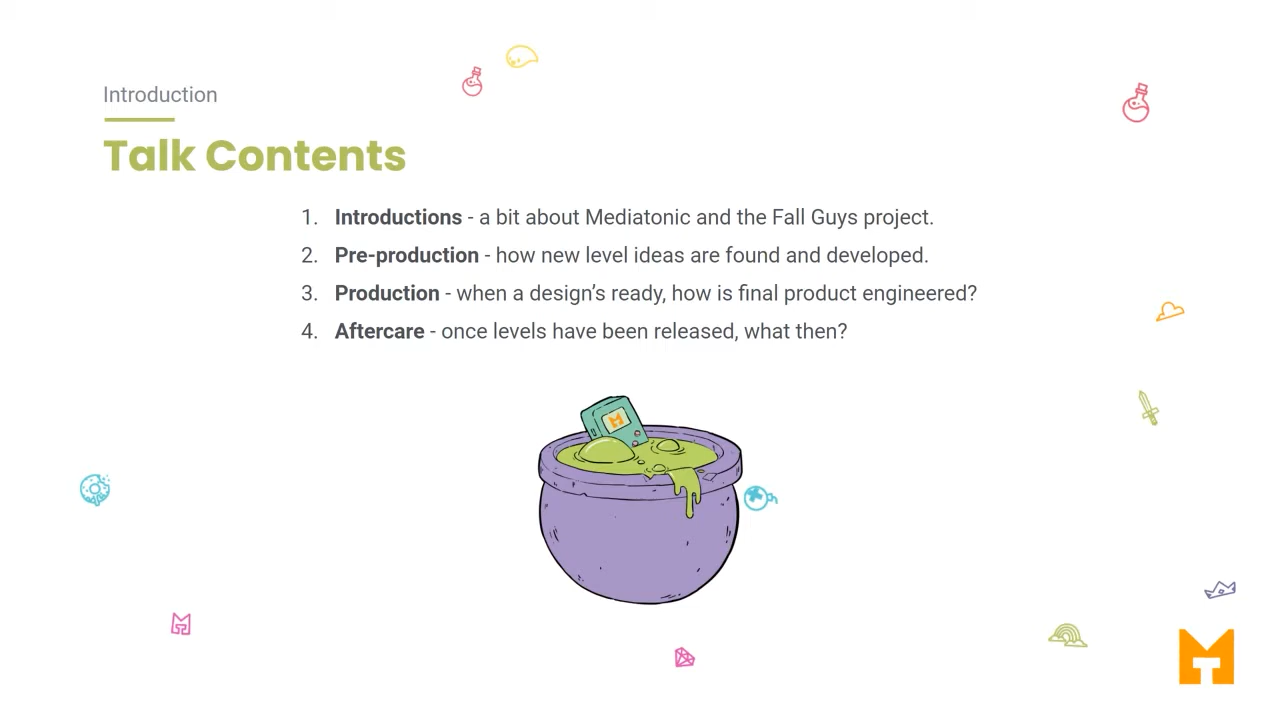 Introduction
Talk Contents
1. Introductions - a bit about Mediatonic and the Fall Guys project.
2. Pre-production - how new level ideas are found and developed.
3. Production - when a design’s ready, how is final product engineered?
4. Aftercare - once levels have been released, what then?